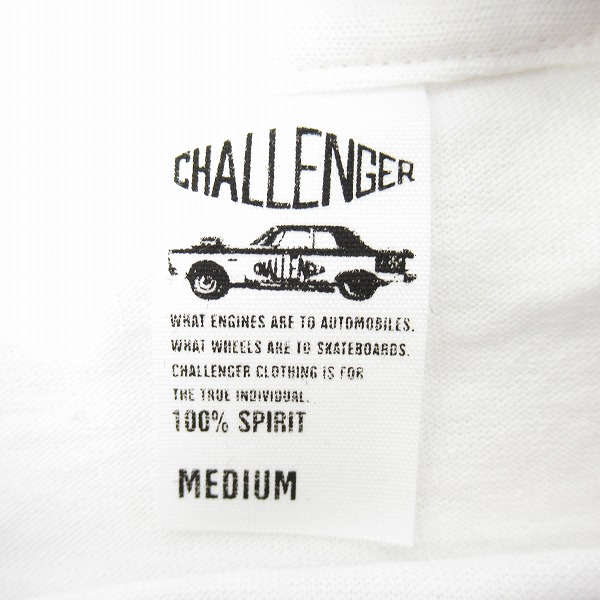 CHALLENGER
CHALLENGER
WHAT ENGINES ARE TO AUTOMOBILES.
WHAT WHEELS ARE TO SKATEBOARDS.
CHALLENGER CLOTHING IS FOR
THE TRUE INDIVIDUAL.
100% SPIRIT
MEDIUM